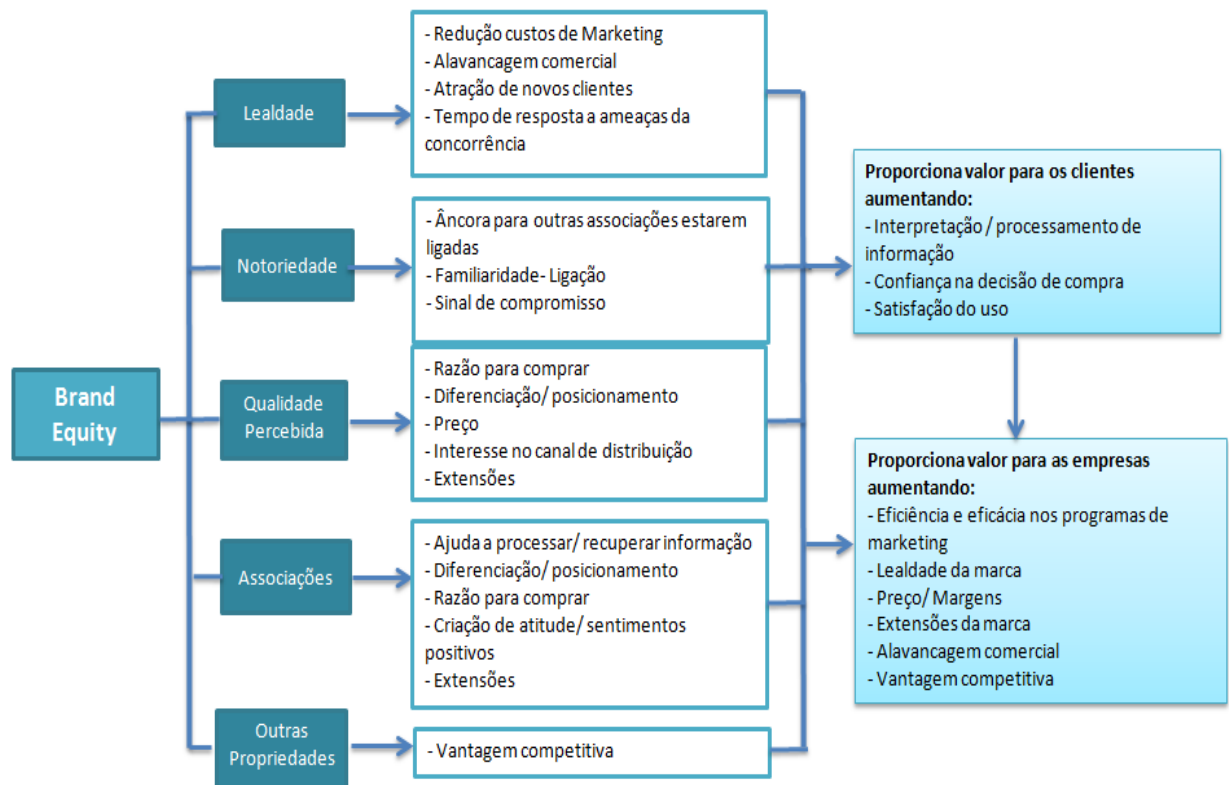 Brand
Equity
Lealdade
- Redução custos de Marketing
- Alavancagem comercial
- Atração de novos clientes
- Tempo de resposta a ameaças da
concorrência
Notoriedade
- Âncora para outras associações estarem
ligadas
- Familiaridade- Ligação
- Sinal de compromisso
Qualidade
Percebida
- Razão para comprar
- Diferenciação/ posicionamento
- Preço
- Interesse no canal de distribuição
- Extensões
Associações
- Ajuda a processar/ recuperar informação
- Diferenciação/ posicionamento
- Razão para comprar
- Criação de atitude/ sentimentos
positivos
- Extensões
Outras
Propriedades
- Vantagem competitiva
Proporciona valor para os clientes
aumentando:
- Interpretação / processamento de
informação
- Confiança na decisão de compra
- Satisfação do uso
Proporciona valor para as empresas
aumentando:
- Eficiência e eficácia nos programas de
marketing
- Lealdade da marca
- Preço/ Margens
- Extensões da marca
- Alavancagem comercial
- Vantagem competitiva